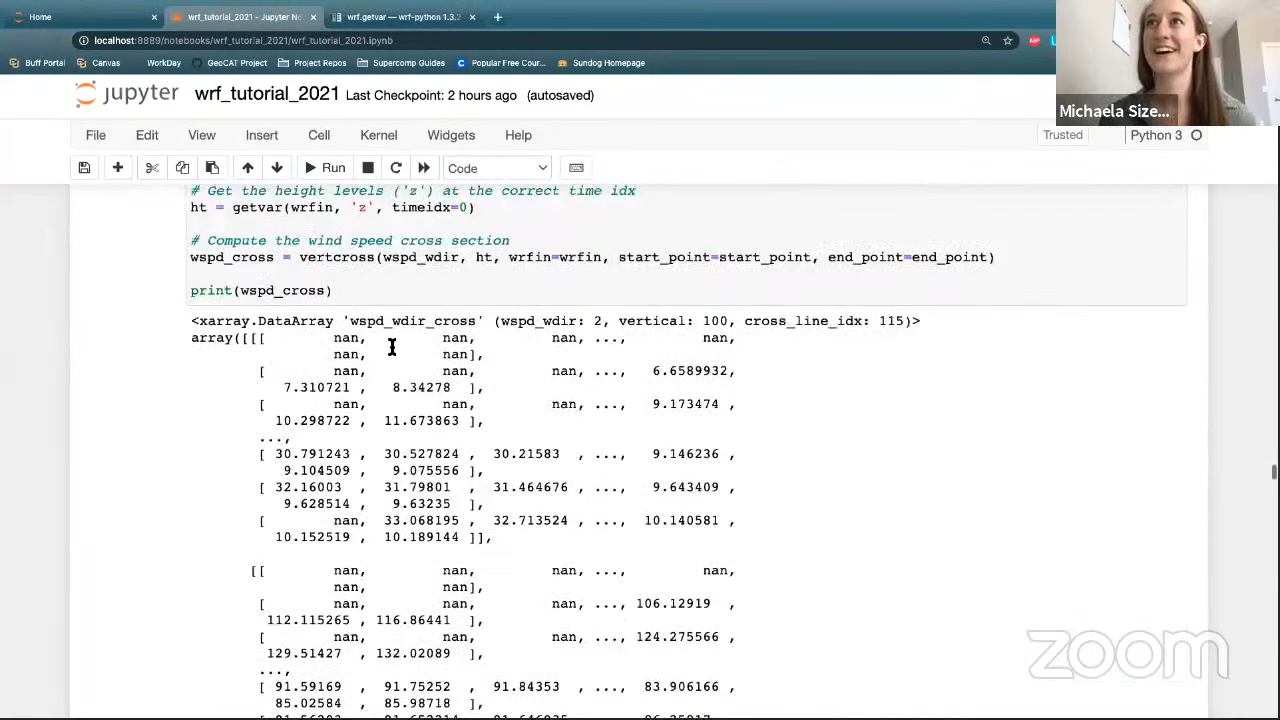 Home
wrf_tutorial_2021 - Jupyter No
wrf.getvar — wrf-python 1.3.2
localhost:8889/notebooks/wrf_tutorial_2021/wrf_tutorial_2021.ipynb
Buff Portal Canvas WorkDay GeoCAT Project Project Repos Supercomp Guides Popular Free Cour... Sundog Homepage
jupyter wrf_tutorial_2021 Last Checkpoint: 2 hours ago (autosaved)
Michaela Size...
File Edit View Insert Cell Kernel Widgets Help
Trusted Python 3
Run Code
# Get the height levels ('z') at the correct time idx
ht = getvar(wrfin, 'z', timeidx=0)
# Compute the wind speed cross section
wspd_cross = vertcross(wspd_wdir, ht, wrfin=wrfin, start_point=start_point, end_point=end_point)
print(wspd_cross)
<xarray.DataArray 'wspd_wdir_cross' (wspd_wdir: 2, vertical: 100, cross_line_idx: 115)>
array([[[ nan, nan, nan, ..., nan,
nan, nan],
[ nan, nan, nan, ..., 6.6589932,
7.310721 , 8.34278 ],
[ nan, nan, nan, ..., 9.173474 ,
10.298722 , 11.673863 ],
...,
[ 30.791243 , 30.527824 , 30.21583 , ..., 9.146236 ,
9.104509 , 9.075556 ],
[ 32.16003 , 31.79801 , 31.464676 , ..., 9.643409 ,
9.628514 , 9.63235 ],
[ nan, 33.068195 , 32.713524 , ..., 10.140581 ,
10.152519 , 10.189144 ]],
[[ nan, nan, nan, ..., nan,
nan, nan],
[ nan, nan, nan, ..., 106.12919 ,
112.115265 , 116.86441 ],
[ nan, nan, nan, ..., 124.275566 ,
129.51427 , 132.02089 ],
...,
[ 91.59169 , 91.75252 , 91.84353 , ..., 83.906166 ,
85.02584 , 85.98718 ],
zoom